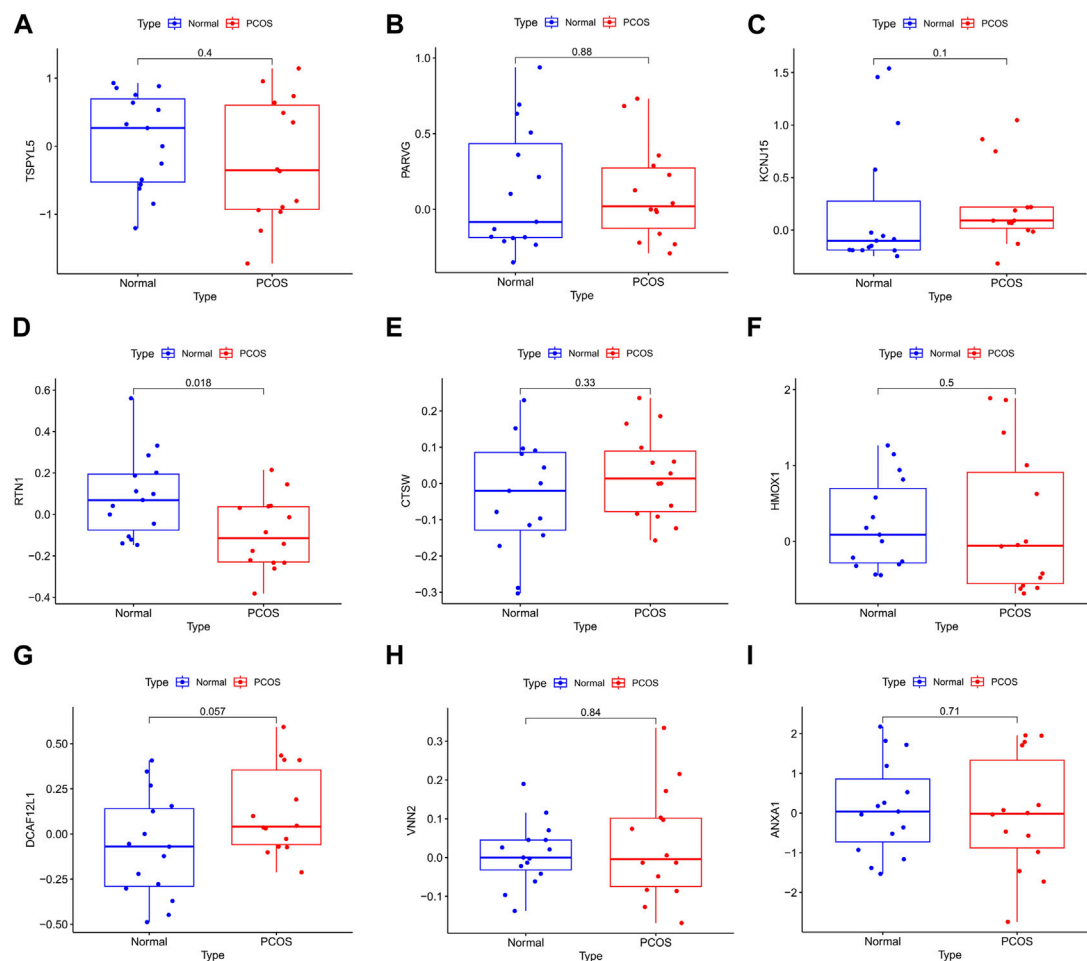 A
Type Normal PCOS
0.4
1
0
−1
TSPYL5
Normal PCOS
Type
B
Type Normal PCOS
0.88
1.0
0.5
0.0
PARVG
Normal PCOS
Type
C
Type Normal PCOS
0.1
1.5
1.0
0.5
0.0
KCNJ15
Normal PCOS
Type
D
Type Normal PCOS
0.018
0.6
0.4
0.2
0.0
−0.2
−0.4
RTN1
Normal PCOS
Type
E
Type Normal PCOS
0.33
0.2
0.1
0.0
−0.1
−0.2
−0.3
CTSW
Normal PCOS
Type
F
Type Normal PCOS
0.5
2
1
0
HMOX1
Normal PCOS
Type
G
Type Normal PCOS
0.057
0.50
0.25
0.00
−0.25
−0.50
DCAF12L1
Normal PCOS
Type
H
Type Normal PCOS
0.84
0.3
0.2
0.1
0.0
−0.1
VNN2
Normal PCOS
Type
I
Type Normal PCOS
0.71
2
1
0
−1
−2
ANXA1
Normal PCOS
Type